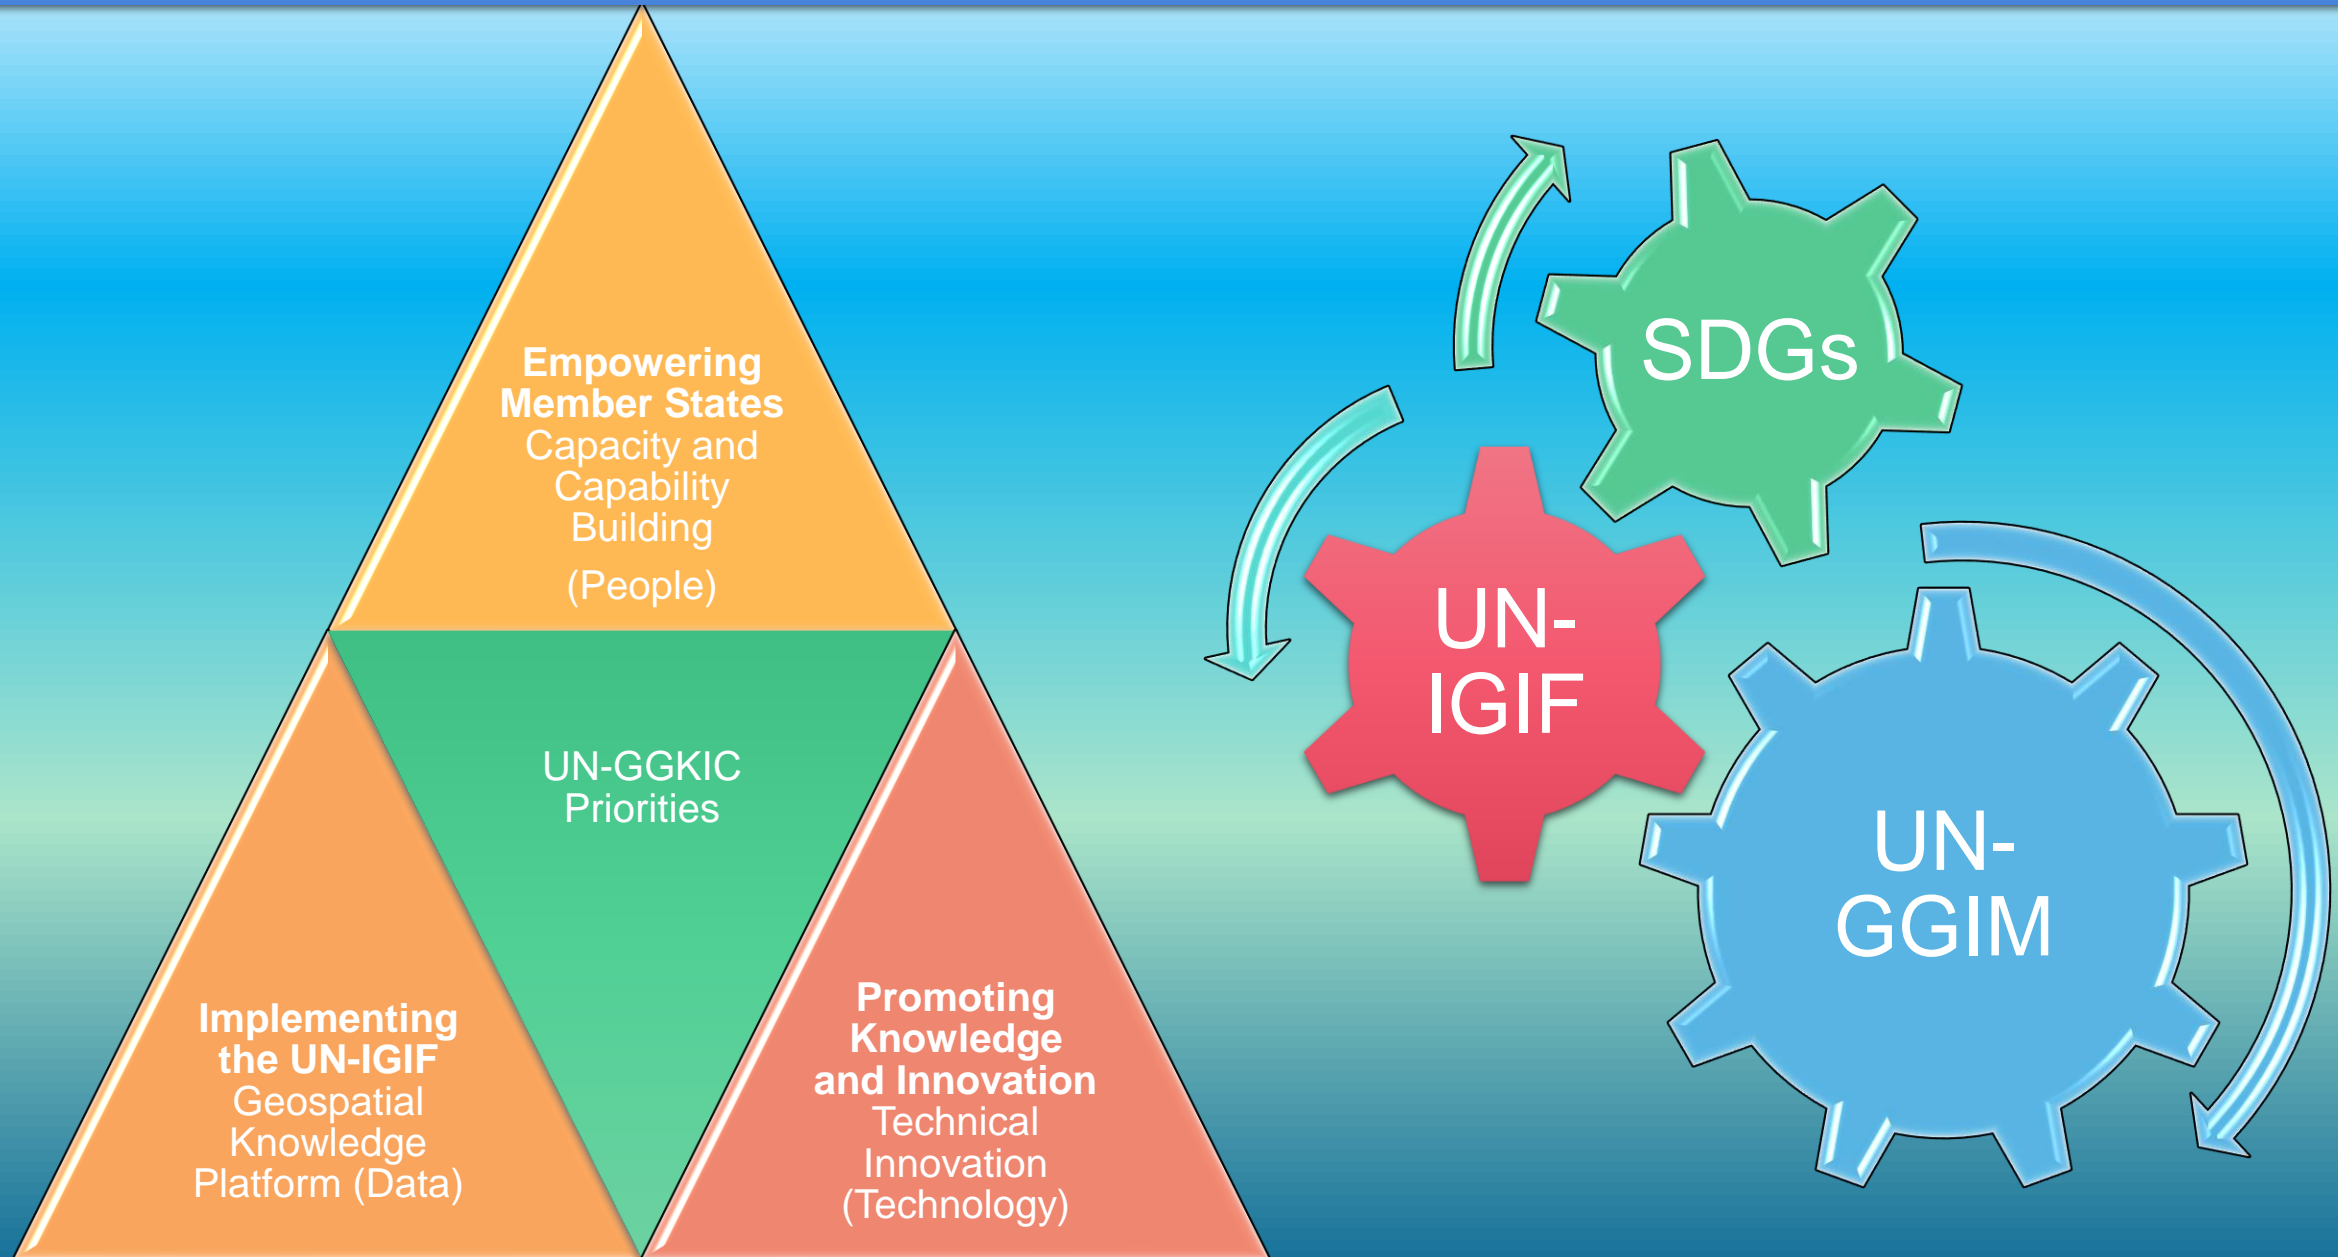 Empowering
Member States
Capacity and
Capability
Building
(People)
UN-GGKIC
Priorities
Implementing
the UN-IGIF
Geospatial
Knowledge
Platform (Data)
Promoting
Knowledge
and Innovation
Technical
Innovation
(Technology)
SDGs
UN-
IGIF
UN-
GGIM